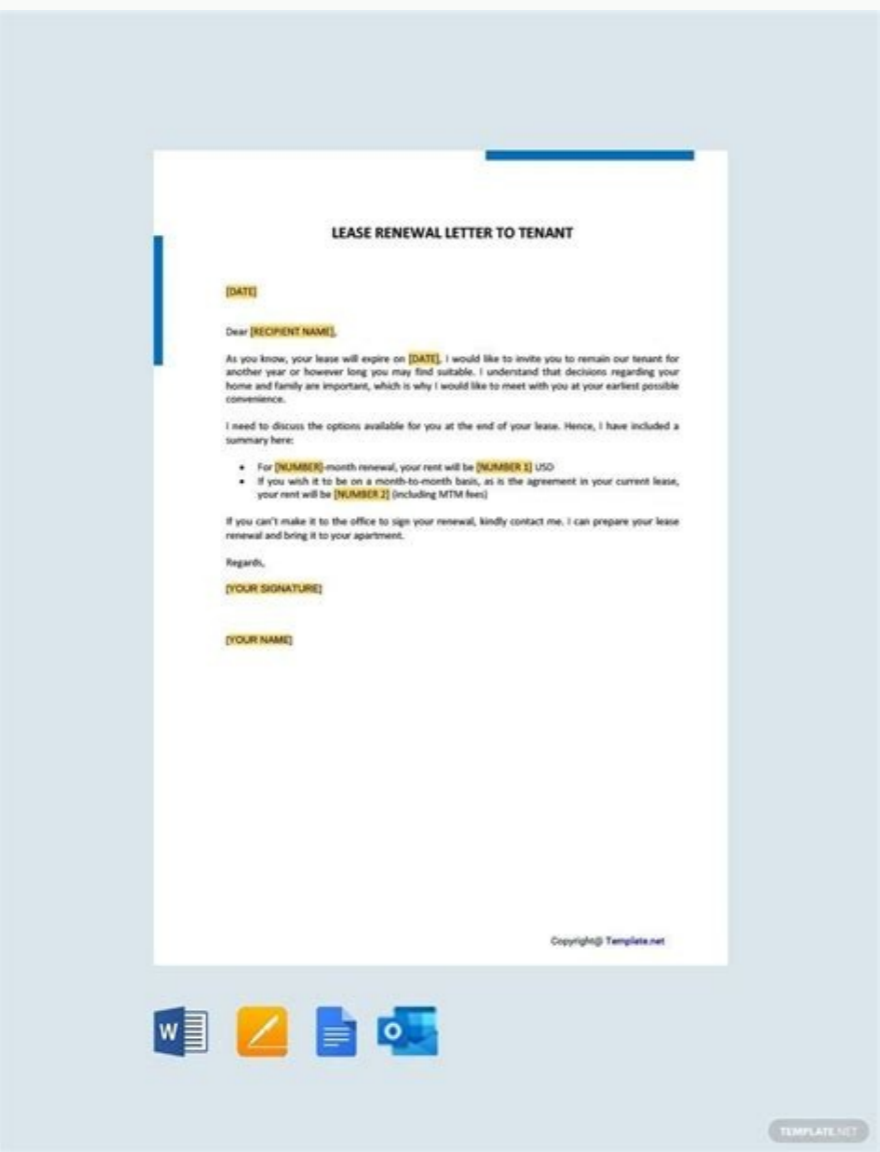 LEASE RENEWAL LETTER TO TENANT
[DATE]
Dear [RECIPIENT NAME],
As you know, your lease will expire on [DATE], I would like to invite you to remain our tenant for
another year or however long you may find suitable. I understand that decisions regarding your
home and family are important, which is why I would like to meet with you at your earliest possible
convenience.
I need to discuss the options available for you at the end of your lease. Hence, I have included a
summary here:
• For [NUMBER]-month renewal, your rent will be [NUMBER 1] USD
• If you wish it to be on a month-to-month basis, as is the agreement in your current lease,
your rent will be [NUMBER 2] (including MTM fees)
If you can't make it to the office to sign your renewal, kindly contact me. I can prepare your lease
renewal and bring it to your apartment.
Regards,
[YOUR SIGNATURE]
[YOUR NAME]
Copyright@ Template.net
W
TEMPLATE.NET